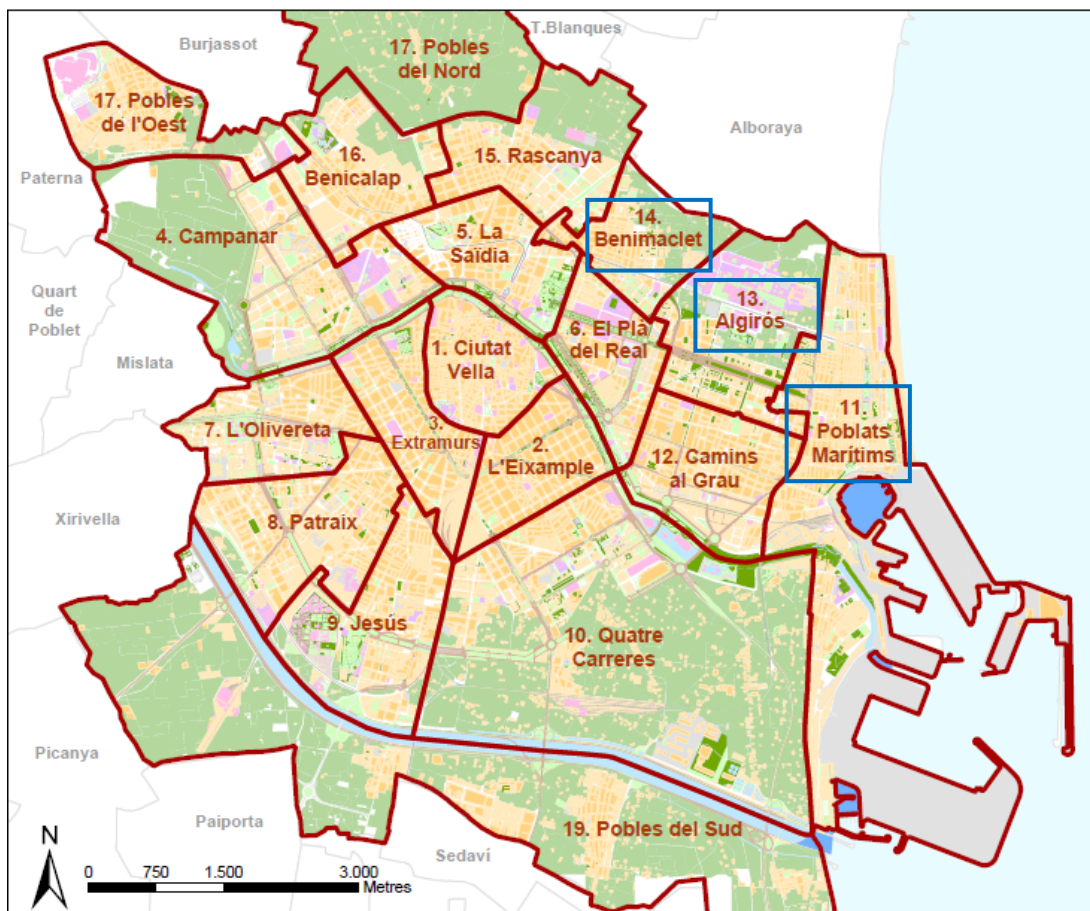 Burjassot
T.Blanques
17. Pobles
del Nord
17. Pobles
de l'Oest
Alboraya
16.
Benicalap
15. Rascanya
Paterna
14.
Benimaclet
4. Campanar
5. La
Saïdia
Quart
de
Poblet
13.
Algirós
6. El Pla
del Real
1. Ciutat
Vella
Mislata
11.
Poblats
Marítims
7. L'Olivereta
3.
Extramurs
2.
L'Eixample
12. Camins
al Grau
Xirivella
8. Patraix
9. Jesús
10. Quatre
Carreres
Picanya
Paiporta
19. Pobles del Sud
Sedaví
N
0 750 1.500 3.000
Metres